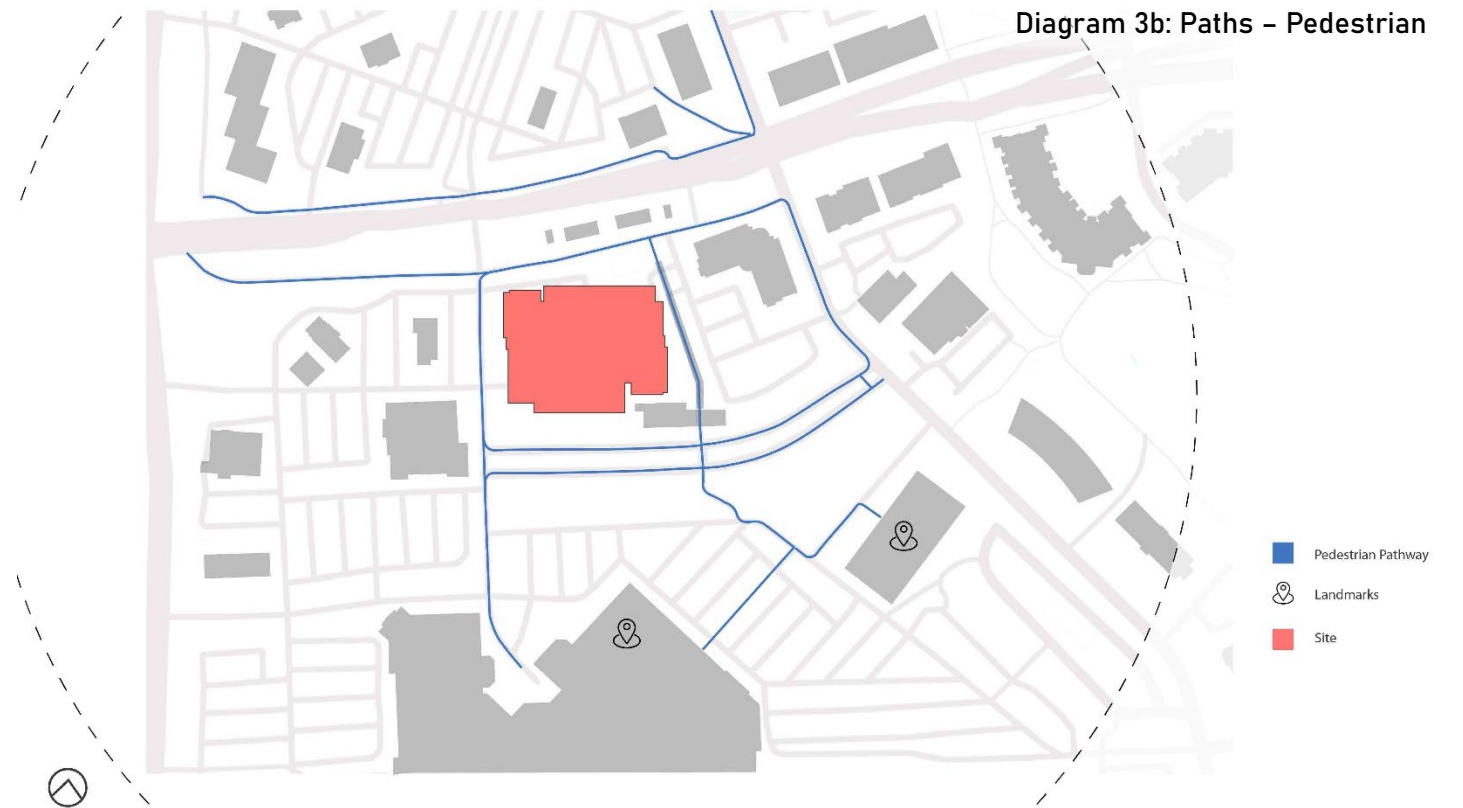 Diagram 3b: Paths – Pedestrian
Pedestrian Pathway
Landmarks
Site